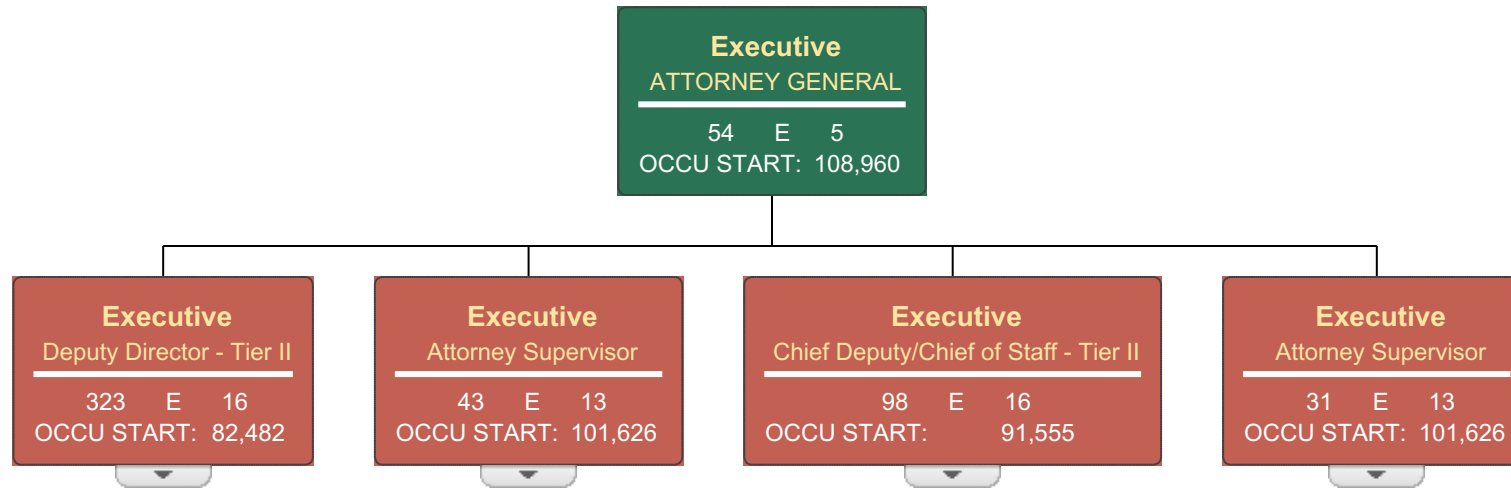 Executive
ATTORNEY GENERAL
54 E 5
OCCU START: 108,960
Executive
Deputy Director - Tier II
323 E 16
OCCU START: 82,482
Executive
Attorney Supervisor
43 E 13
OCCU START: 101,626
Executive
Chief Deputy/Chief of Staff - Tier II
98 E 16
OCCU START: 91,555
Executive
Attorney Supervisor
31 E 13
OCCU START: 101,626